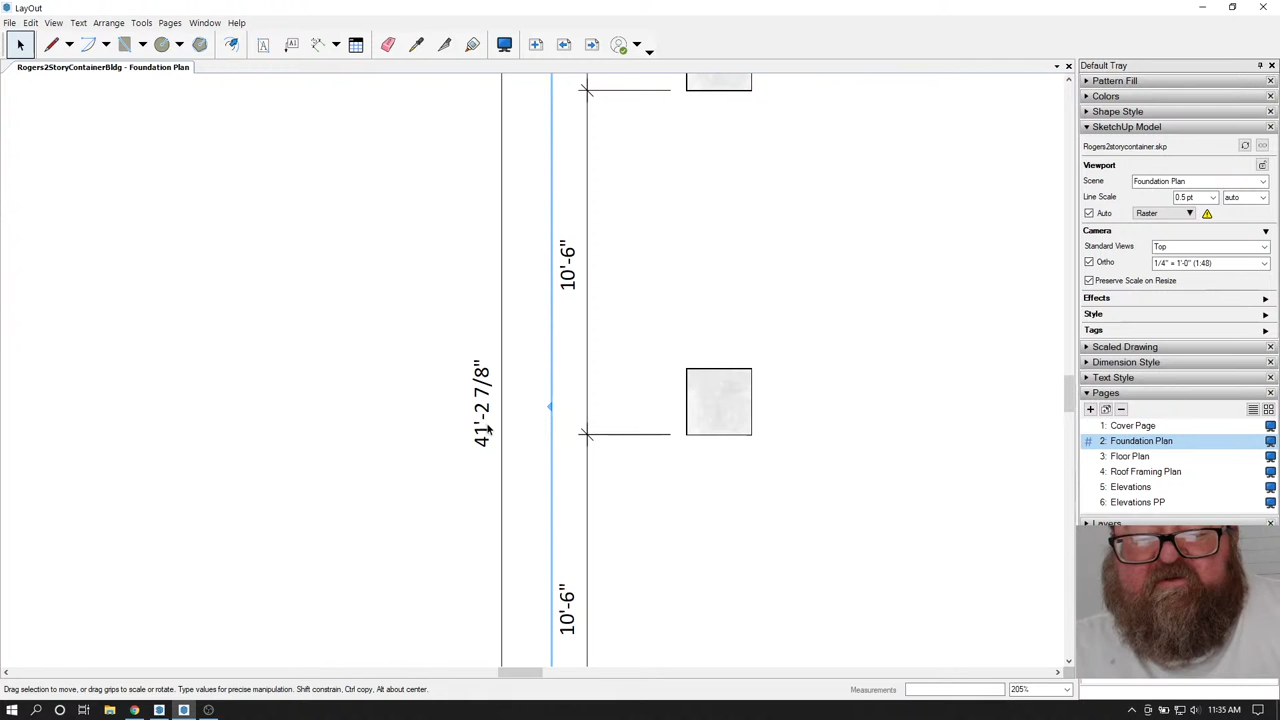 LayOut
File Edit View Text Arrange Tools Pages Window Help
Rogers2StoryContainerBldg - Foundation Plan
Default Tray
Pattern Fill
Colors
Shape Style
SketchUp Model
Rogers2storycontainer.skp
Viewport
Scene Foundation Plan
Line Scale 0.5 pt auto
Auto Raster
Camera
Standard Views Top
Ortho 1/4" = 1'-0" (1:48)
Preserve Scale on Resize
Effects
Style
Tags
Scaled Drawing
Dimension Style
Text Style
Pages
1: Cover Page
# 2: Foundation Plan
3: Floor Plan
4: Roof Framing Plan
5: Elevations
6: Elevations PP
Layers
10'-6"
41'-2 7/8"
10'-6"
Drag selection to move, or drag grips to scale or rotate. Type values for precise manipulation. Shift constrain, Ctrl copy, Alt about center.
Measurements
205%
11:35 AM